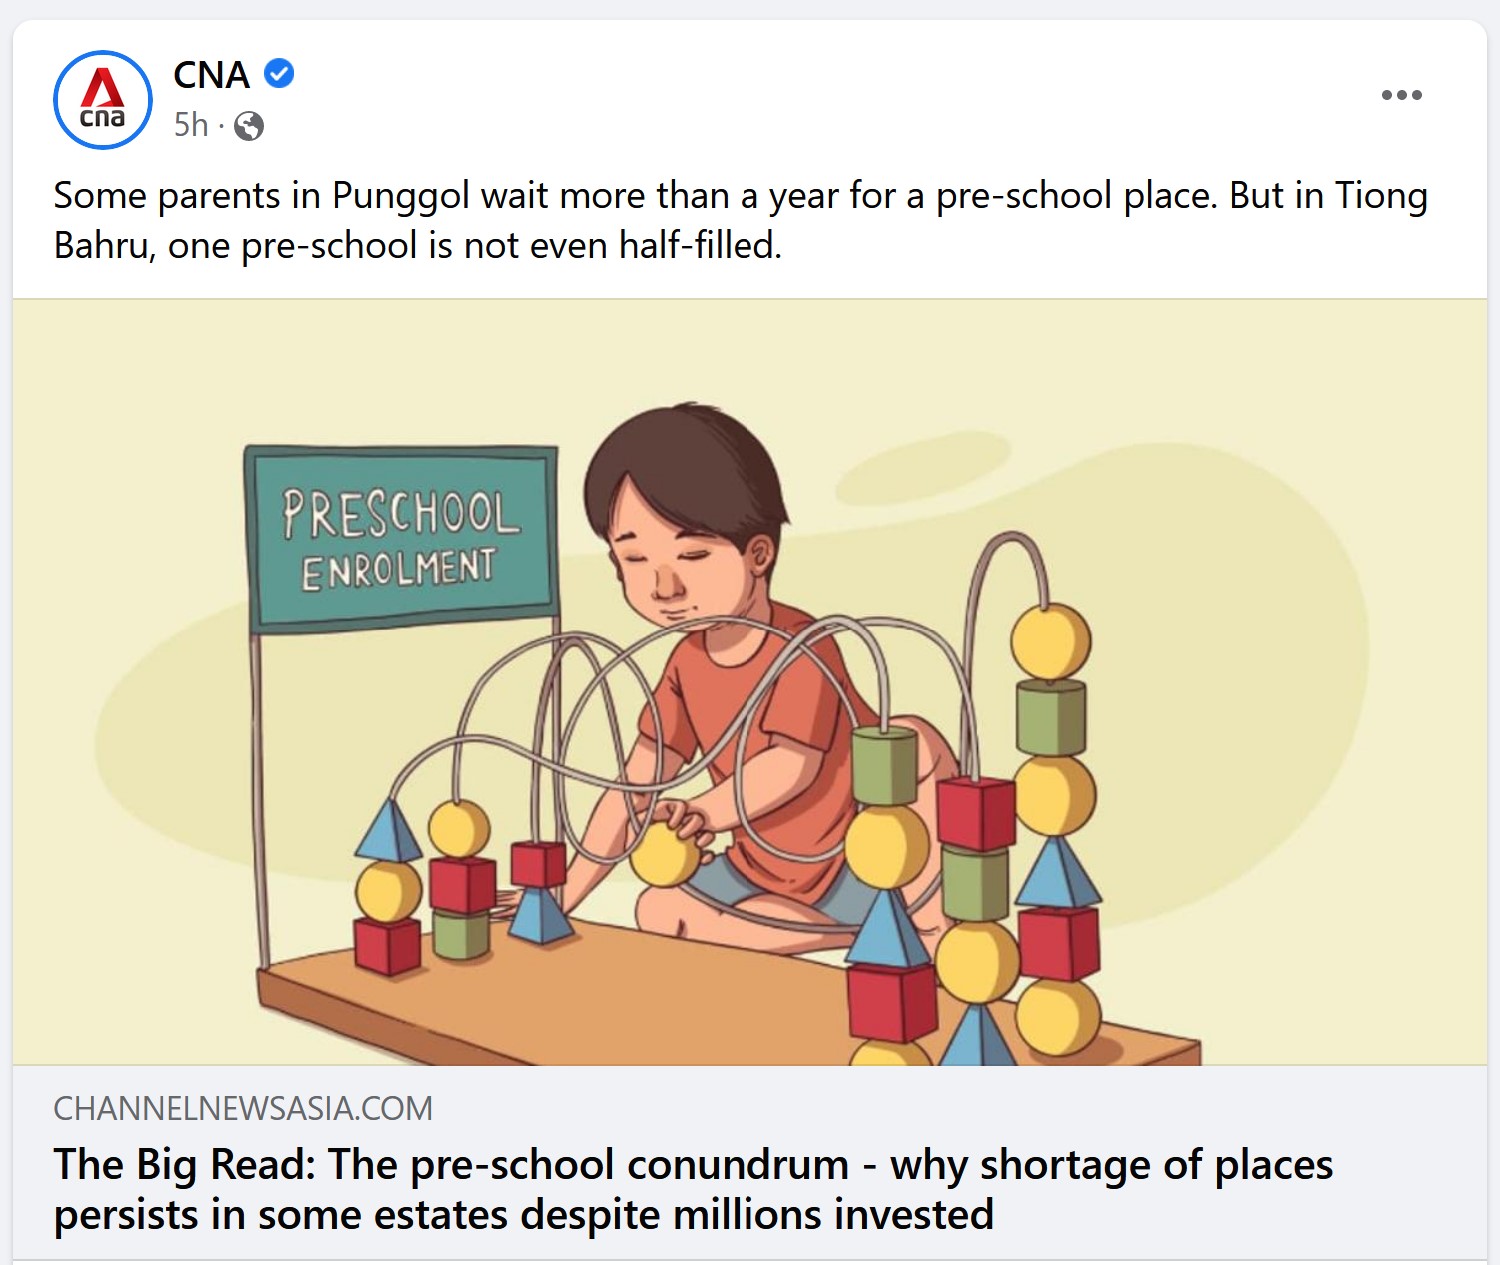 CNA
cna
5h ·
Some parents in Punggol wait more than a year for a pre-school place. But in Tiong
Bahru, one pre-school is not even half-filled.
PRESCHOOL
ENROLMENT
CHANNELNEWSASIA.COM
The Big Read: The pre-school conundrum - why shortage of places
persists in some estates despite millions invested